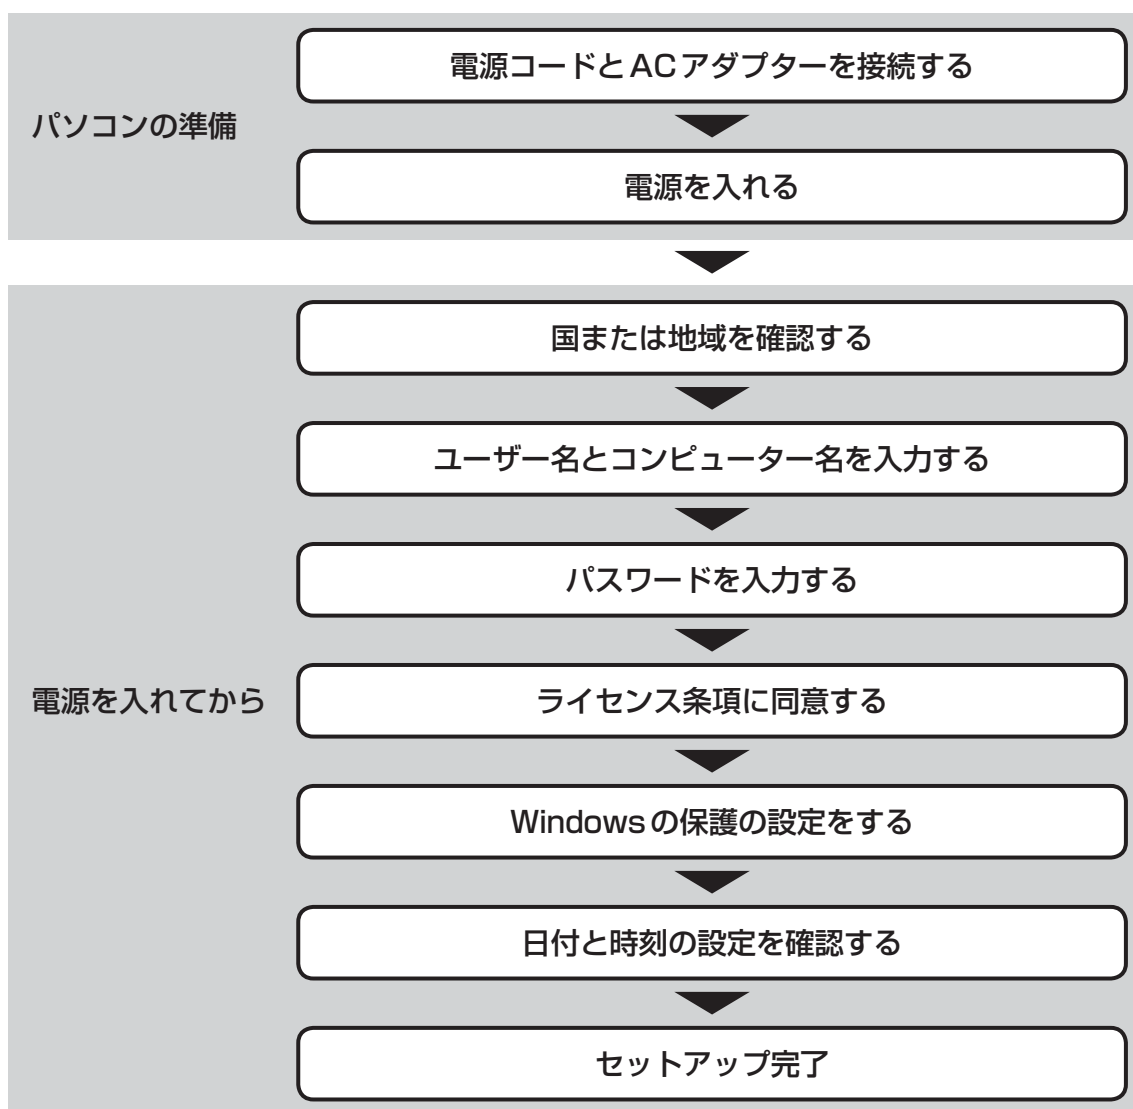 パソコンの準備
電源コードとACアダプターを接続する
電源を入れる
電源を入れてから
国または地域を確認する
ユーザー名とコンピューター名を入力する
パスワードを入力する
ライセンス条項に同意する
Windowsの保護の設定をする
日付と時刻の設定を確認する
セットアップ完了